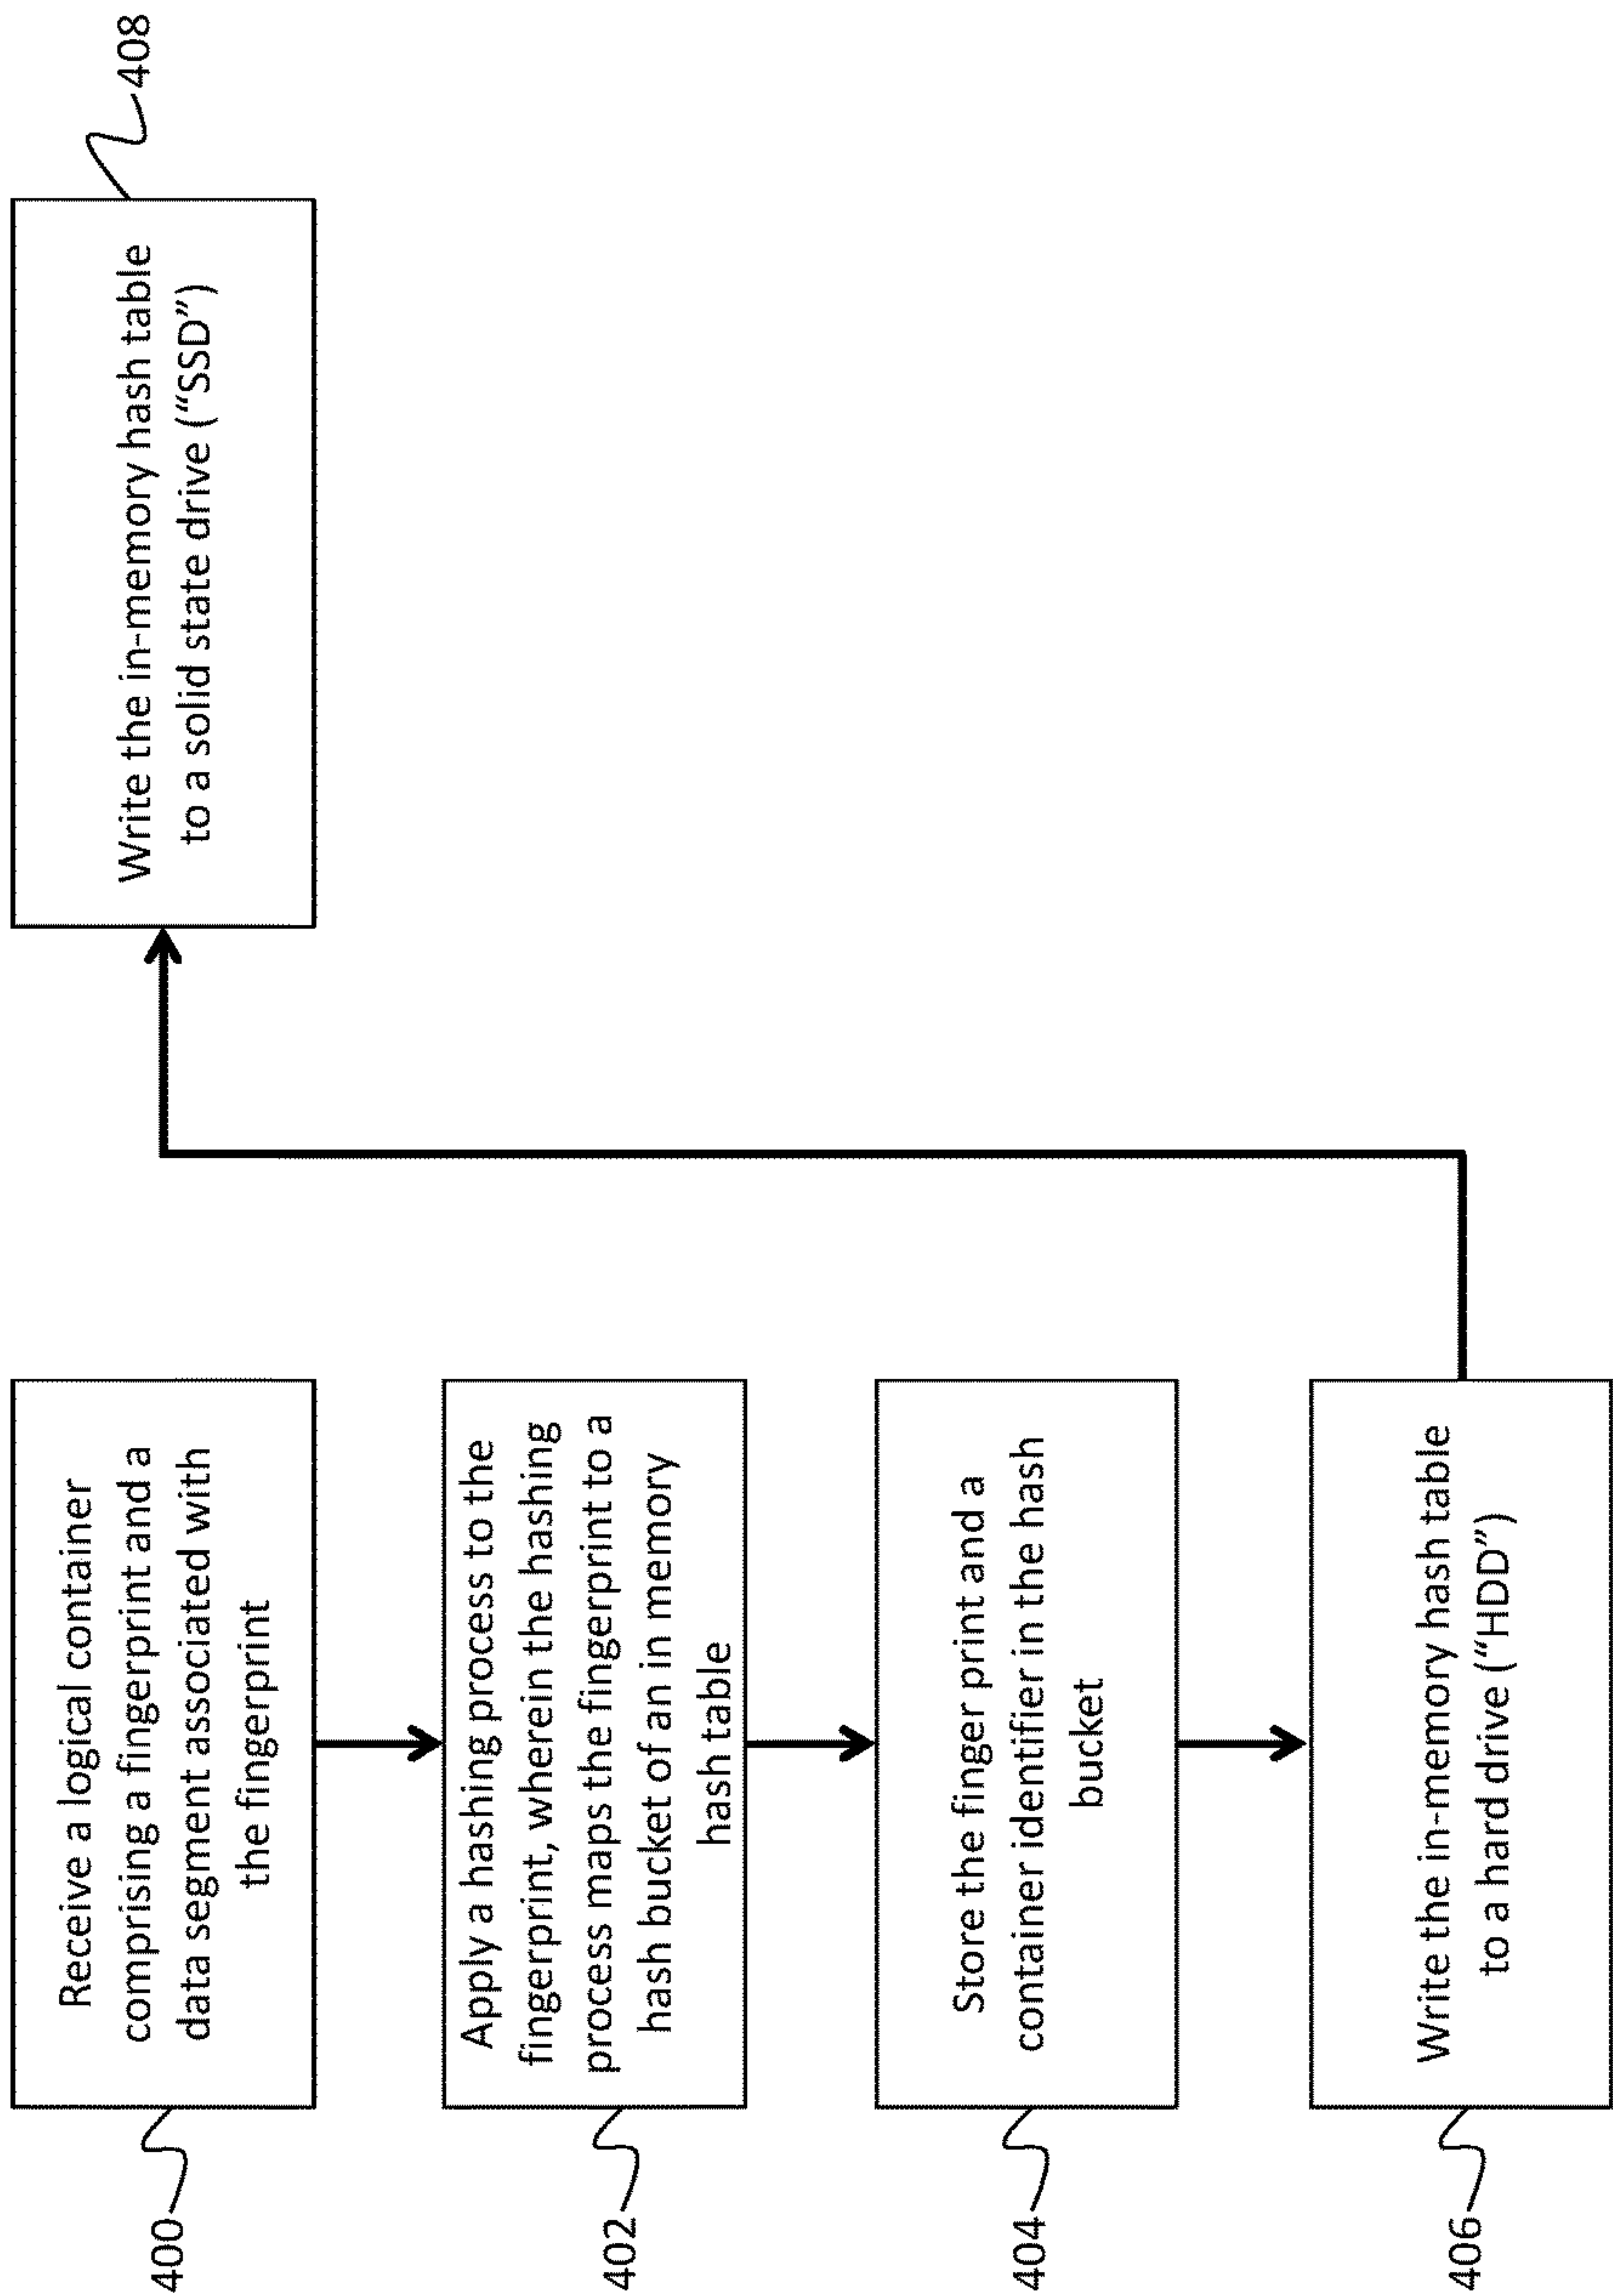 400
Receive a logical container
comprising a fingerprint and a
data segment associated with
the fingerprint
402
Apply a hashing process to the
fingerprint, wherein the hashing
process maps the fingerprint to a
hash bucket of an in memory
hash table
404
Store the finger print and a
container identifier in the hash
bucket
406
Write the in-memory hash table
to a hard drive (“HDD”)
Write the in-memory hash table
to a solid state drive (“SSD”)
408